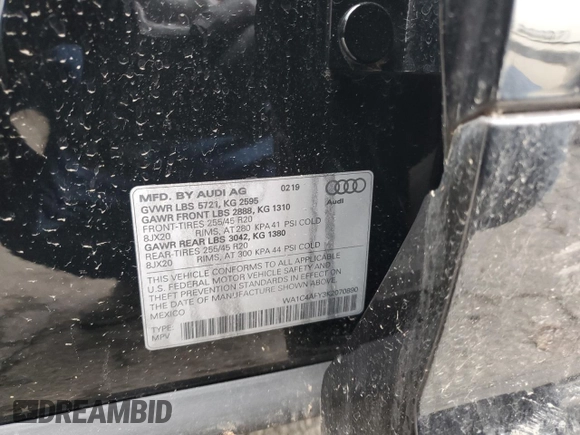 MFD. BY AUDI AG 0219
GVWR LBS 5721, KG 2595
GAWR FRONT LBS 2888, KG 1310
FRONT-TIRES 255/45 R20
8JX20 RIMS, AT 280 KPA 41 PSI COLD
GAWR REAR LBS 3042, KG 1380
REAR-TIRES 255/45 R20
8JX20 RIMS, AT 300 KPA 44 PSI COLD
Audi
THIS VEHICLE CONFORMS TO ALL APPLICABLE
U.S. FEDERAL MOTOR VEHICLE SAFETY AND
THEFT PREVENTION STANDARDS IN EFFECT ON THE
DATE OF MANUFACTURE SHOWN ABOVE.
MEXICO
TYPE:
MPV
DREAMBID